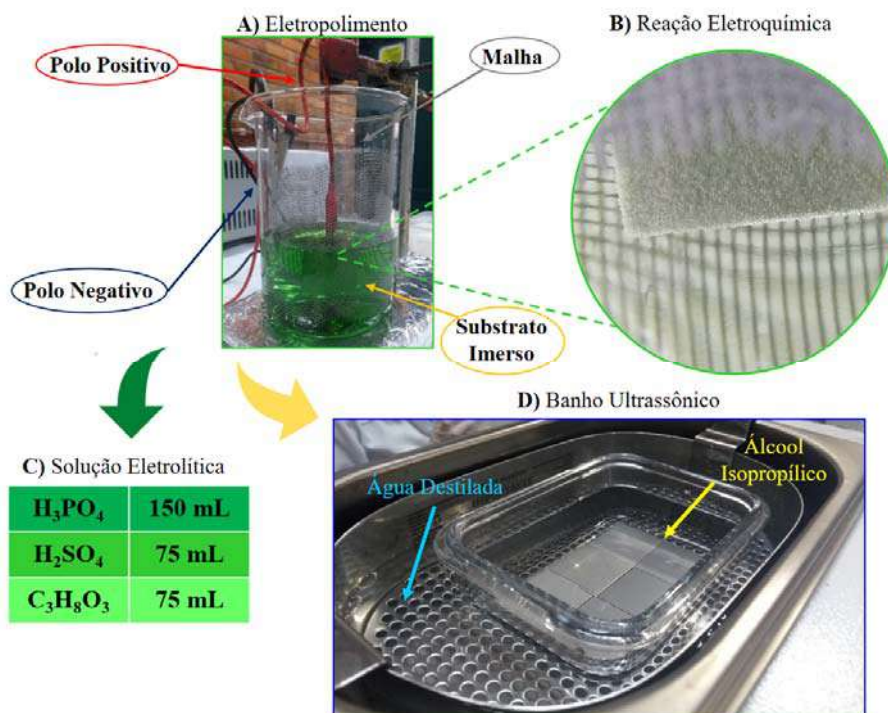 A) Eletropolimento
B) Reação Eletroquímica
Polo Positivo
Malha
Polo Negativo
Substrato
Imerso
D) Banho Ultrassônico
C) Solução Eletrolítica
H₃PO₄ 150 mL
H₂SO₄ 75 mL
C₃H₈O₃ 75 mL
Água Destilada
Álcool
Isopropílico